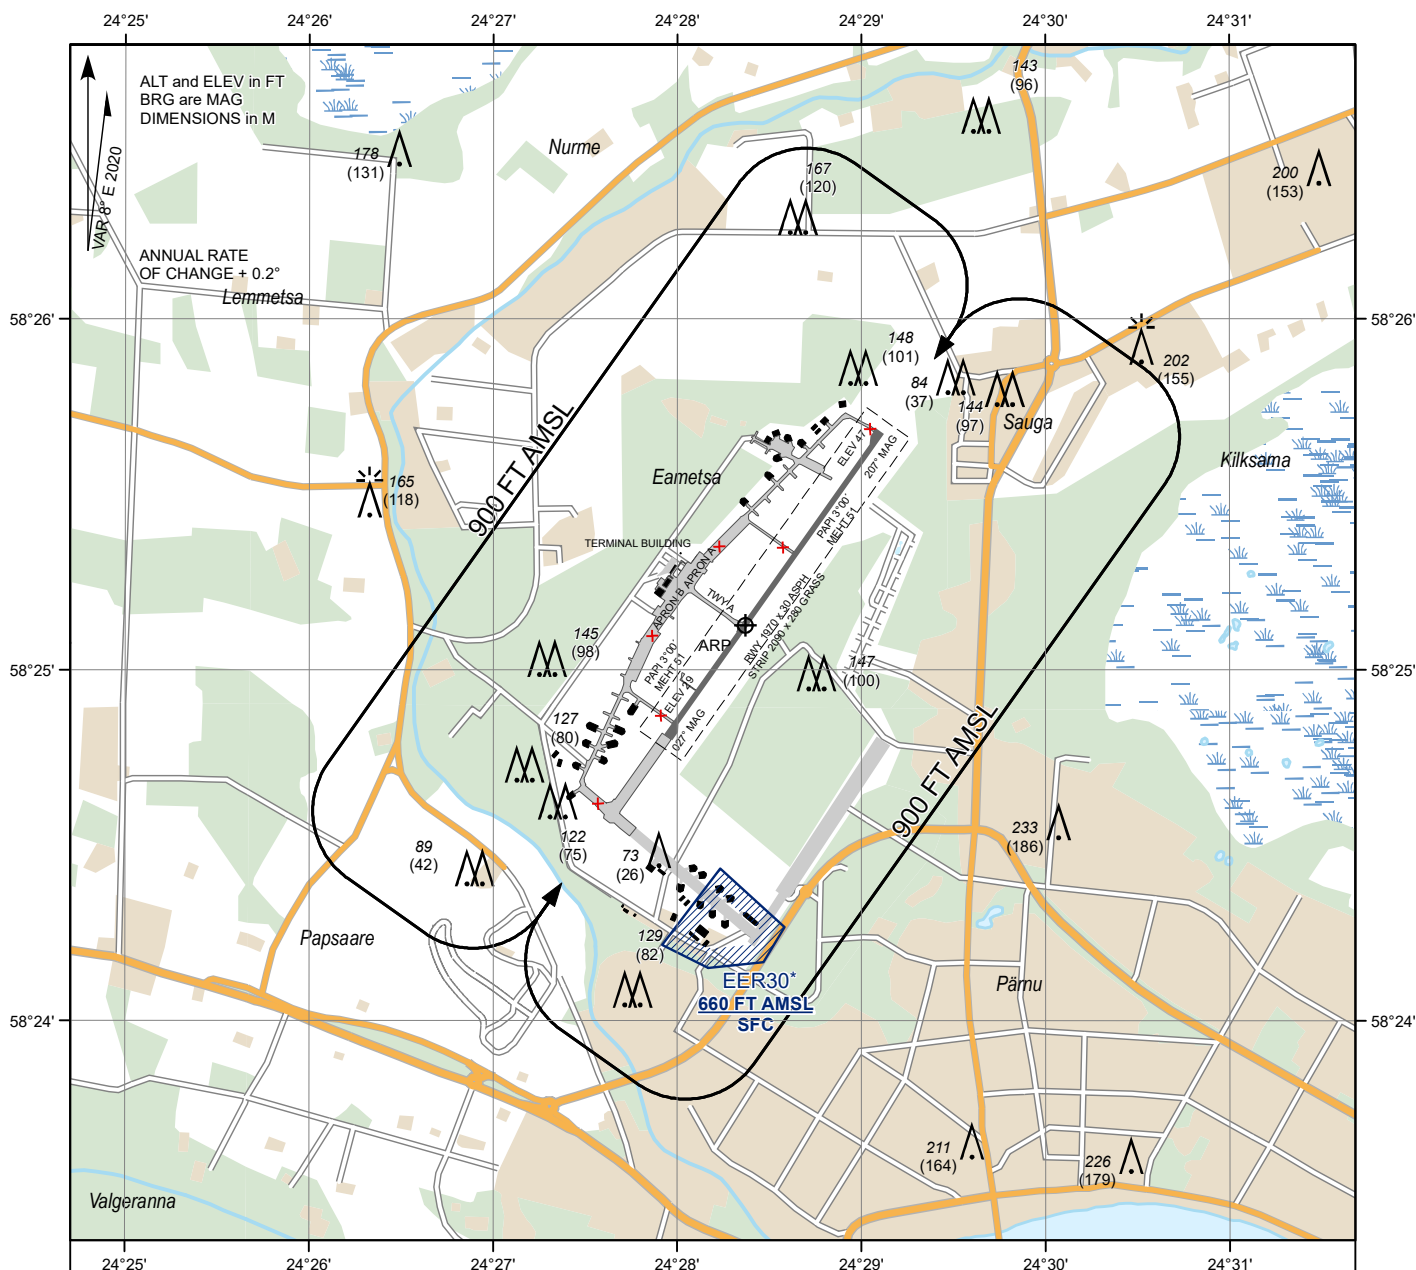 24°25'
24°26'
24°27'
24°28'
24°29'
24°30'
24°31'
ALT and ELEV in FT
BRG are MAG
DIMENSIONS in M
VAR 8° E 2020
ANNUAL RATE
OF CHANGE + 0.2°
Nurme
178
(131)
167
(120)
143
(96)
200
(153)
Lemmetsa
58°26'
58°26'
148
(101)
84
(37)
144
(97)
Sauga
202
(155)
Kilksama
900 FT AMSL
165
(118)
Eametsa
ELEV 47
207° MAG
PAPI 3°00'
MEHT 51
TERMINAL BUILDING
APRON A
APRON B
TWY A
ARP
RWY 1970 x 30 ASPH
STRIP 2090 x 280 GRASS
145
(98)
147
(100)
58°25'
58°25'
PAPI 3°00'
MEHT 51
ELEV 29
027° MAG
127
(80)
900 FT AMSL
122
(75)
73
(26)
89
(42)
233
(186)
Papsaare
129
(82)
EER30*
660 FT AMSL
SFC
Pärnu
58°24'
58°24'
211
(164)
226
(179)
Valgeranna
24°25'
24°26'
24°27'
24°28'
24°29'
24°30'
24°31'